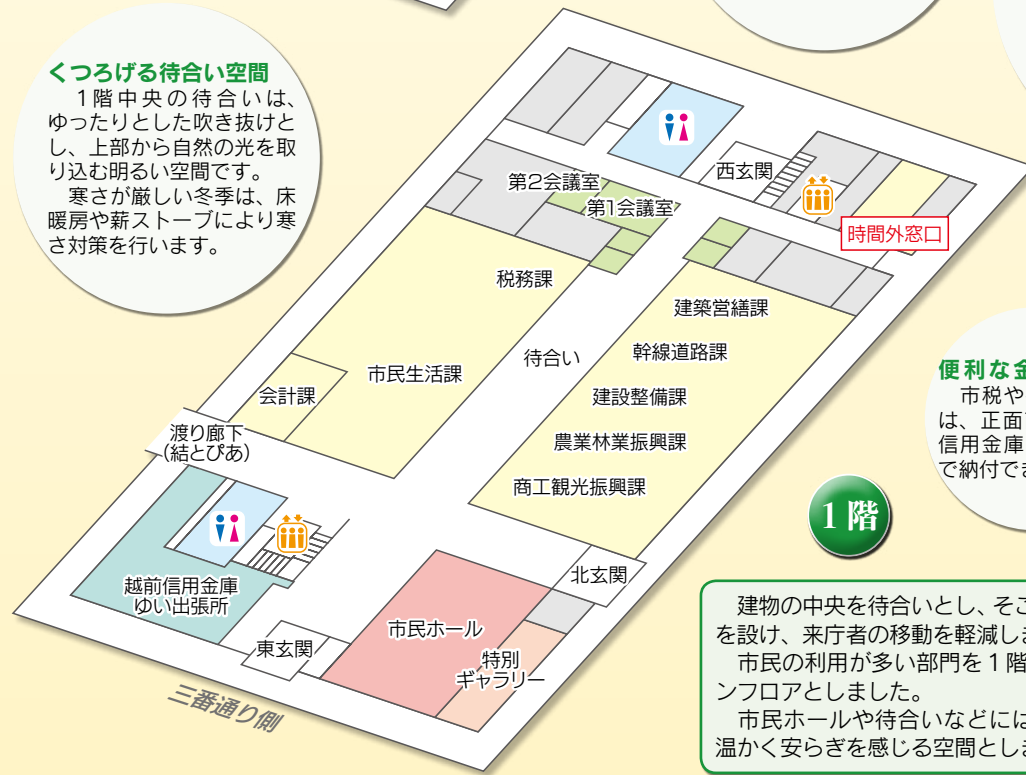 くつろげる待合い空間
1階中央の待合いは、
ゆったりとした吹き抜けと
し、上部から自然の光を取
り込む明るい空間です。
寒さが厳しい冬季は、床
暖房や薪ストーブにより寒
さ対策を行います。
西玄関
第2会議室
第1会議室
時間外窓口
税務課
建築営繕課
待合い
幹線道路課
市民生活課
会計課
建設整備課
渡り廊下
(結とぴあ)
農業林業振興課
商工観光振興課
便利な金
市税や
は、正面
信用金庫
で納付でき
1階
越前信用金庫
ゆい出張所
北玄関
市民ホール
東玄関
特別
ギャラリー
三番通り側
建物の中央を待合いとし、そこ
を設け、来庁者の移動を軽減しま
市民の利用が多い部門を1階
ンフロアとしました。
市民ホールや待合いなどには
温かく安らぎを感じる空間としま